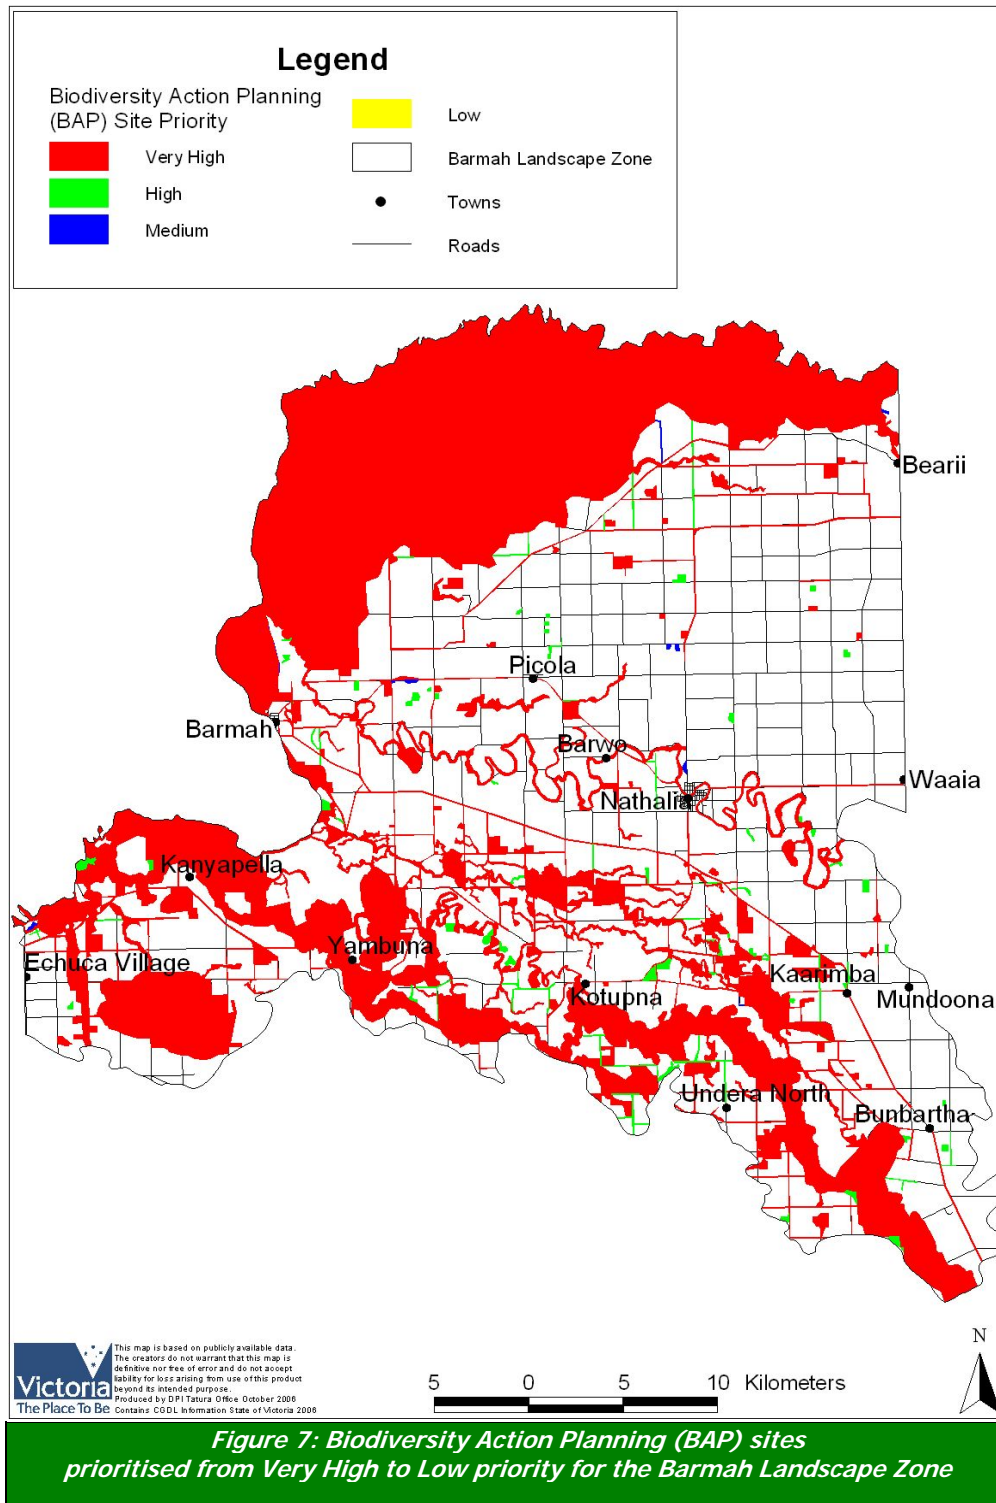 Legend
Biodiversity Action Planning
(BAP) Site Priority
Very High
High
Medium
Low
Barmah Landscape Zone
Towns
Roads
Bearii
Picola
Barmah
Barwo
Waaia
Nathalia
Kanyapella
Yambuna
Echuca Village
Kaarimba
Kotupna
Mundoona
Undera North
Bunbartha
Victoria
The Place To Be
This map is based on publicly available data.
The creators do not warrant that this map is
definitive nor free of error and do not accept
liability for loss arising from use of this product
beyond its intended purpose.
Produced by DPI Tatura Office October 2006
Contains CGDL Information State of Victoria 2006
5 0 5 10 Kilometers
N
Figure 7: Biodiversity Action Planning (BAP) sites
prioritised from Very High to Low priority for the Barmah Landscape Zone